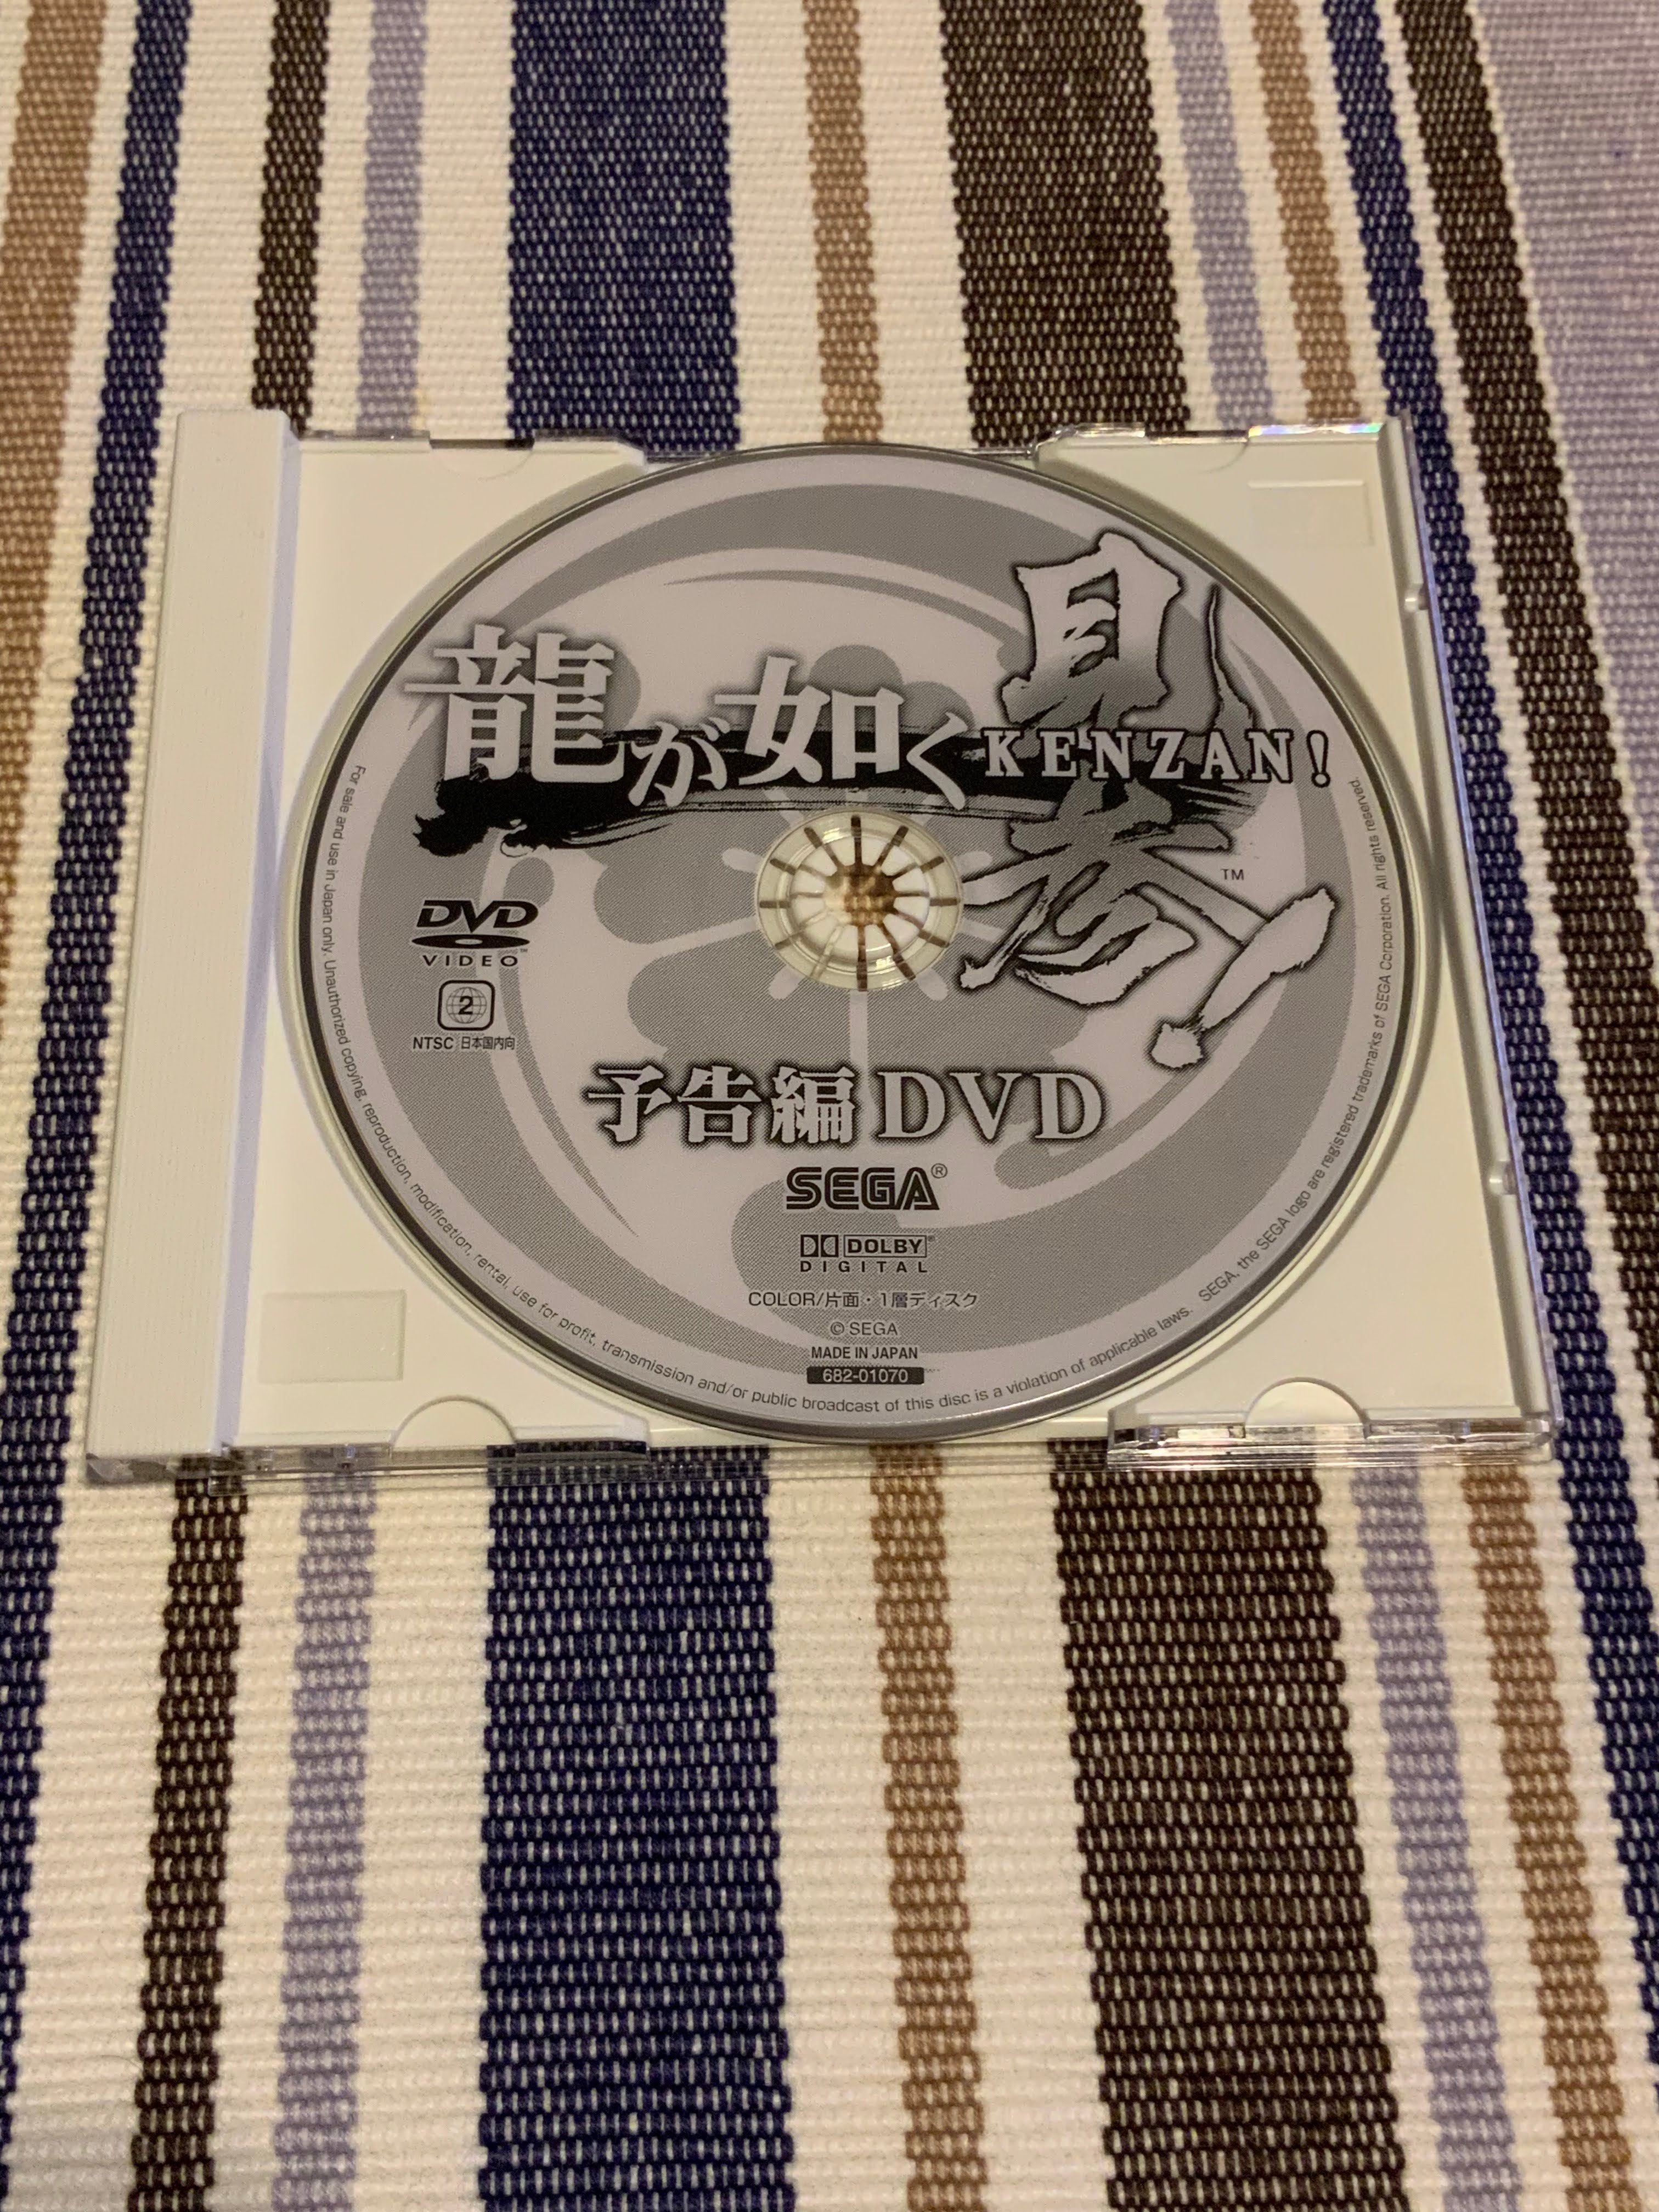 龍が如く 見参!
KENZAN!
TM
DVD
VIDEO
2
NTSC 日本国内向
予告編DVD
SEGA®
DOLBY
DIGITAL
COLOR/片面・1層ディスク
© SEGA
MADE IN JAPAN
682-01070
For sale and use in Japan only. Unauthorized copying, reproduction, modification, rental, use for profit, transmission and/or public broadcast of this disc is a violation of applicable laws. SEGA, the SEGA logo are registered trademarks of SEGA Corporation. All rights reserved.